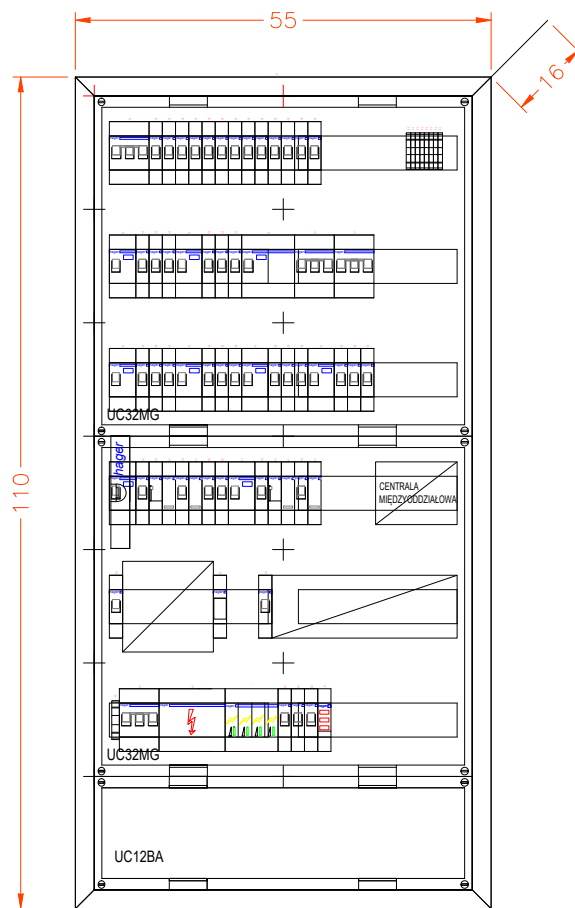 55
16
110
UC32MG
hager
CENTRALA
MIĘDZYODDZIAŁOWA
UC32MG
UC12BA